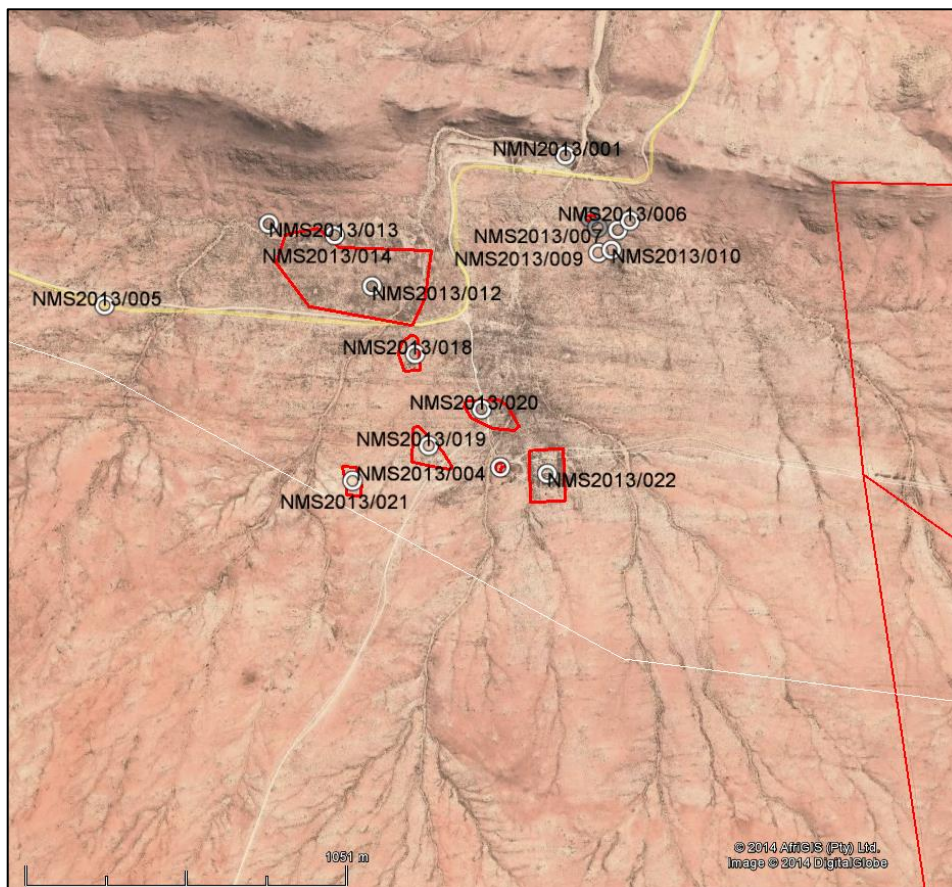 NMN2013/001
NMS2013/006
NMS2013/013
NMS2013/007
NMS2013/014
NMS2013/009
NMS2013/010
NMS2013/012
NMS2013/005
NMS2013/018
NMS2013/020
NMS2013/019
NMS2013/004
NMS2013/022
NMS2013/021
1051 m
© 2014 AfriGIS (Pty) Ltd.
Image © 2014 DigitalGlobe